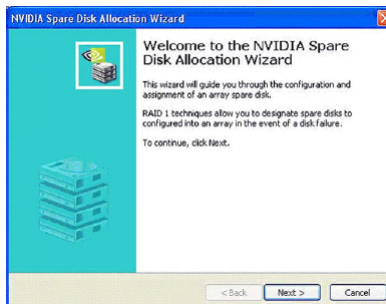 NVIDIA Spare Disk Allocation Wizard
Welcome to the NVIDIA Spare
Disk Allocation Wizard
This wizard will guide you through the configuration and
assignment of an array spare disk.
RAID 1 techniques allow you to designate spare disks to
configured into an array in the event of a disk failure.
To continue, click Next.
< Back
Next >
Cancel